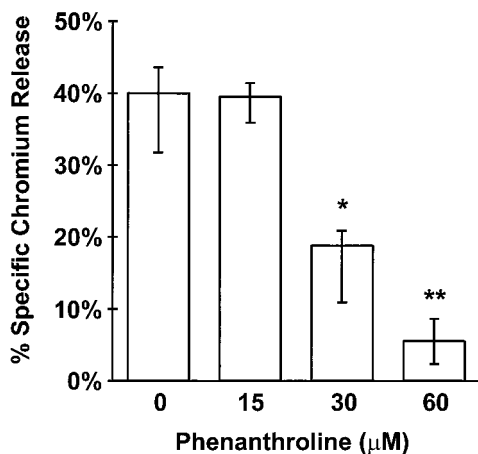 % Specific Chromium Release
50%
40%
30%
20%
10%
0%
*
**
0 15 30 60
Phenanthroline (μM)